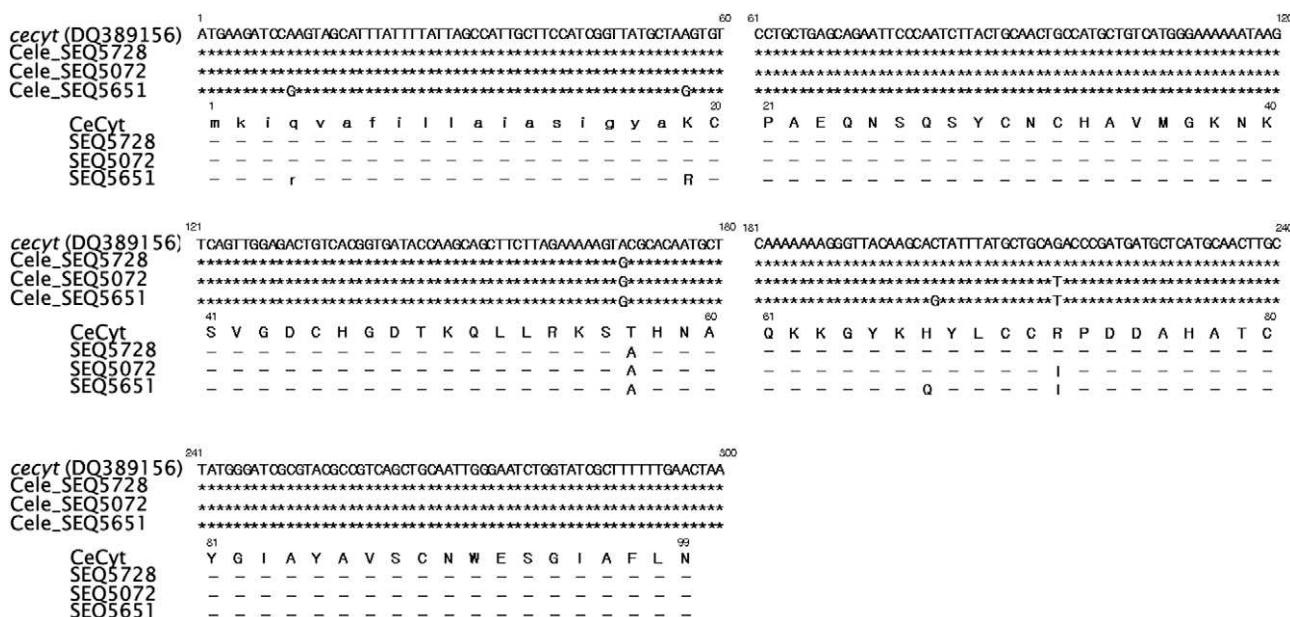 1 60 61 120
cecyt (DQ389156) ATGAAGATCCAAGTAGCATTTATTTTATTAGCCATTGCTTCCATCGGTTATGCTAAGTGT CCTGCTGAGCAGAATTCCCAATCTTACTGCAACTGCCATGCTGTCATGGGAAAAAATAAG
Cele_SEQ5728 ************************************************************ ************************************************************
Cele_SEQ5072 ************************************************************ ************************************************************
Cele_SEQ5651 **********G********************************************G**** ************************************************************
1 20 21 40
CeCyt m k i q v a f i l l a i a s i g y a K C P A E Q N S Q S Y C N C H A V M G K N K
SEQ5728 – – – – – – – – – – – – – – – – – – – – – – – – – – – – – – – – – – – – – – – –
SEQ5072 – – – – – – – – – – – – – – – – – – – – – – – – – – – – – – – – – – – – – – – –
SEQ5651 – – – r – – – – – – – – – – – – – – R – – – – – – – – – – – – – – – – – – – – –
121 180 181 240
cecyt (DQ389156) TCAGTTGGAGACTGTCACGGTGATACCAAGCAGCTTCTTAGAAAAAGTACGCACAATGCT CAAAAAAAGGGTTACAAGCACTATTTATGCTGCAGACCCGATGATGCTCATGCAACTTGC
Cele_SEQ5728 ************************************************G*********** ************************************************************
Cele_SEQ5072 ************************************************G*********** **********************************T*************************
Cele_SEQ5651 ************************************************G*********** ********************G*************T*************************
41 60 61 80
CeCyt S V G D C H G D T K Q L L R K S T H N A Q K K G Y K H Y L C C R P D D A H A T C
SEQ5728 – – – – – – – – – – – – – – – – A – – – – – – – – – – – – – – – – – – – – – – –
SEQ5072 – – – – – – – – – – – – – – – – A – – – – – – – – – – – – – – I – – – – – – – –
SEQ5651 – – – – – – – – – – – – – – – – A – – – – – – – – – Q – – – – I – – – – – – – –
241 300
cecyt (DQ389156) TATGGGATCGCGTACGCCGTCAGCTGCAATTGGGAATCTGGTATCGCTTTTTTGAACTAA
Cele_SEQ5728 ************************************************************
Cele_SEQ5072 ************************************************************
Cele_SEQ5651 ************************************************************
81 99
CeCyt Y G I A Y A V S C N W E S G I A F L N
SEQ5728 – – – – – – – – – – – – – – – – – – –
SEQ5072 – – – – – – – – – – – – – – – – – – –
SEQ5651 – – – – – – – – – – – – – – – – – – –